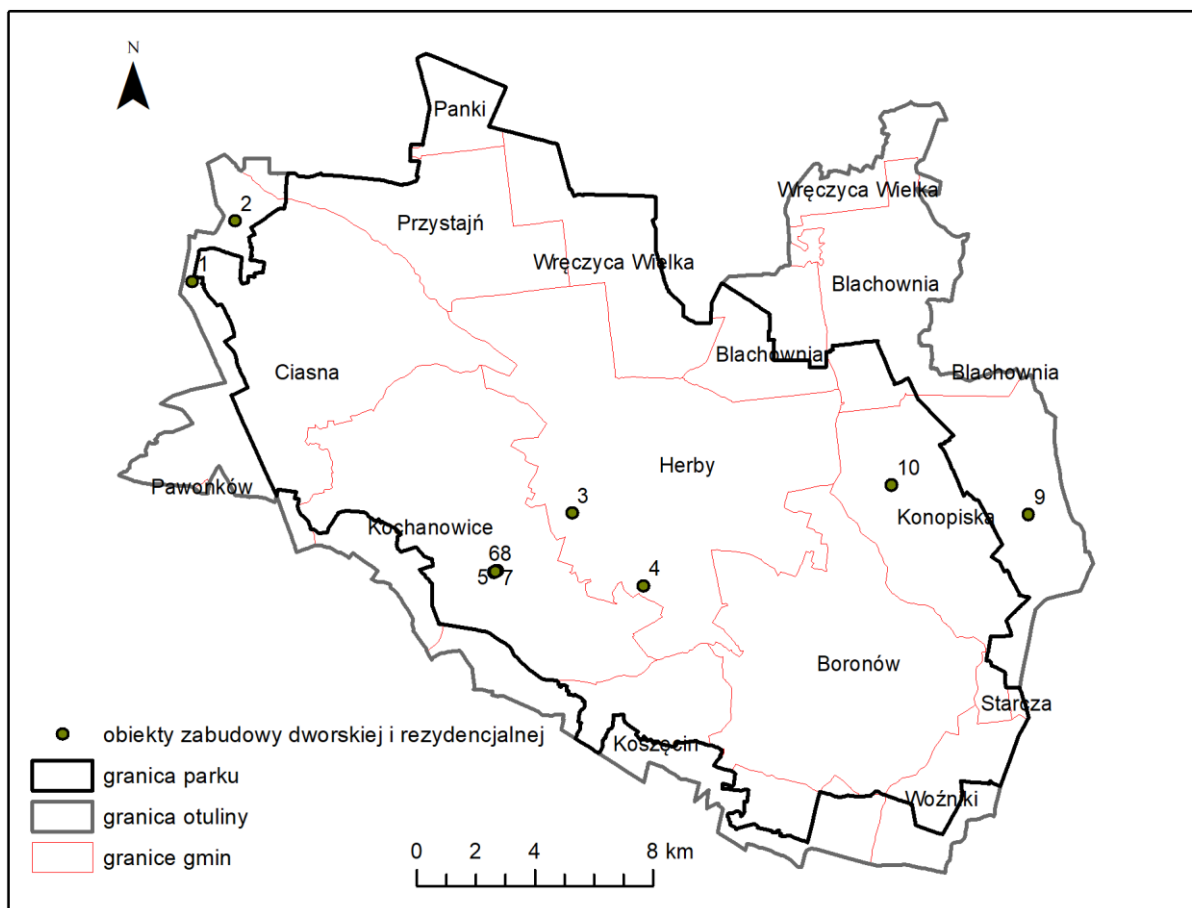 N
Panki
Wręczyca Wielka
2
Przystajń
1
Wręczyca Wielka
Blachownia
Blachownia
Ciasna
Blachownia
Herby
10
Pawonków
3
9
Kochanowice
Konopiska
68
5 7
4
Boronów
Starcza
obiekty zabudowy dworskiej i rezydencjalnej
Koszęcin
granica parku
Woźniki
granica otuliny
granice gmin
0 2 4 8 km